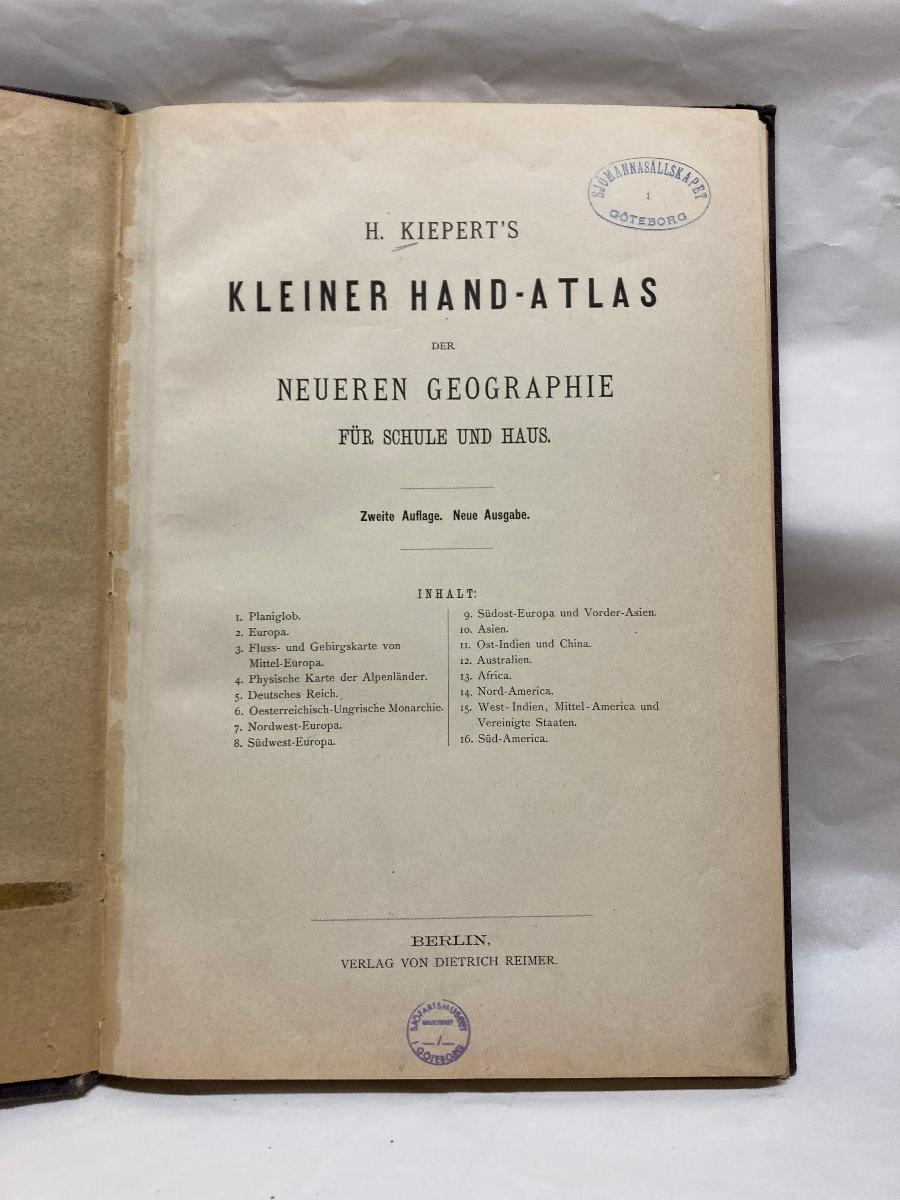 SJÖMANNASÄLLSKAPET
i
GÖTEBORG
H. KIEPERT'S
KLEINER HAND-ATLAS
DER
NEUEREN GEOGRAPHIE
FÜR SCHULE UND HAUS.
Zweite Auflage. Neue Ausgabe.
INHALT:
1. Planiglob.
2. Europa.
3. Fluss- und Gebirgskarte von
Mittel-Europa.
4. Physische Karte der Alpenländer.
5. Deutsches Reich.
6. Oesterreichisch-Ungrische Monarchie.
7. Nordwest-Europa.
8. Südwest-Europa.
9. Südost-Europa und Vorder-Asien.
10. Asien.
11. Ost-Indien und China.
12. Australien.
13. Africa.
14. Nord-America.
15. West-Indien, Mittel-America und
Vereinigte Staaten.
16. Süd-America.
BERLIN,
VERLAG VON DIETRICH REIMER.
SJÖFARTSMUSEET
I GÖTEBORG